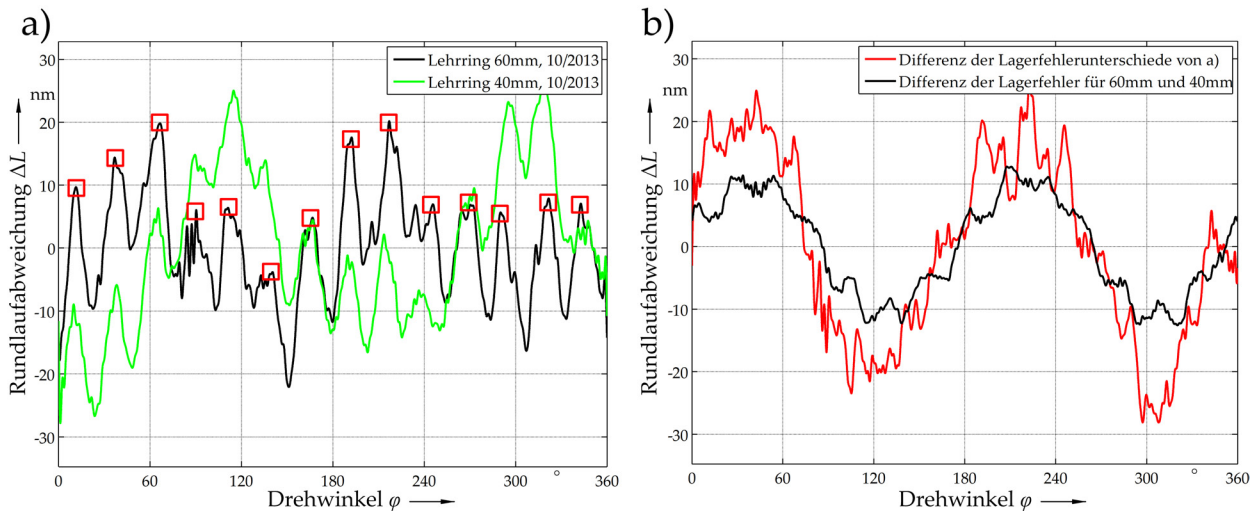 a)
Lehrring 60mm, 10/2013
Lehrring 40mm, 10/2013
30
nm
20
10
0
-10
-20
-30
Rundlaufabweichung ΔL
0 60 120 180 240 300 360
°
Drehwinkel φ
b)
Differenz der Lagerfehlerunterschiede von a)
Differenz der Lagerfehler für 60mm und 40mm
30
nm
20
10
0
-10
-20
-30
Rundlaufabweichung ΔL
0 60 120 180 240 300 360
°
Drehwinkel φ